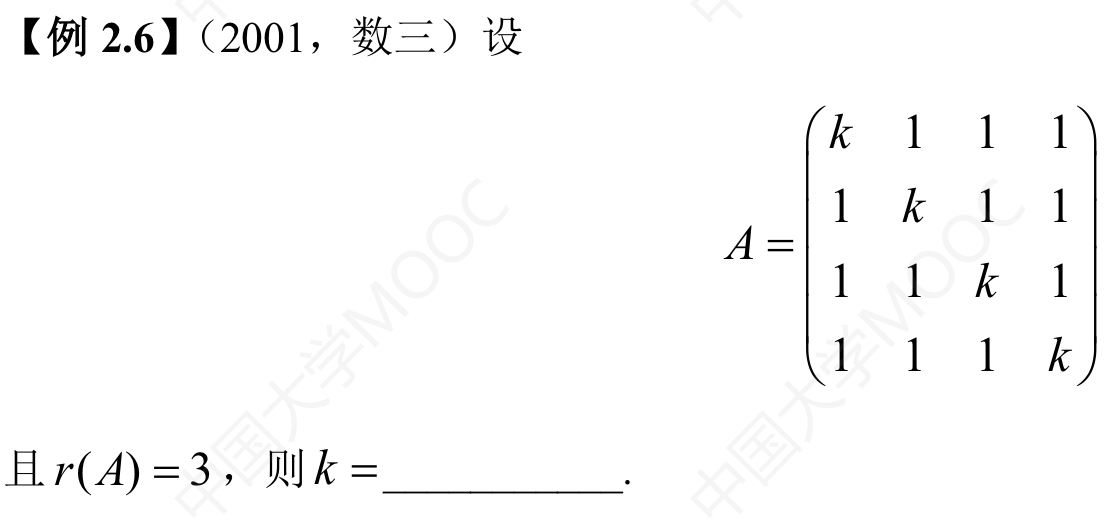 【例 2.6】（2001，数三）设
A = \begin{pmatrix} k & 1 & 1 & 1 \\ 1 & k & 1 & 1 \\ 1 & 1 & k & 1 \\ 1 & 1 & 1 & k \end{pmatrix}
且 r(A) = 3，则 k = ____________.
中国大学MOOC
中国大学MOOC